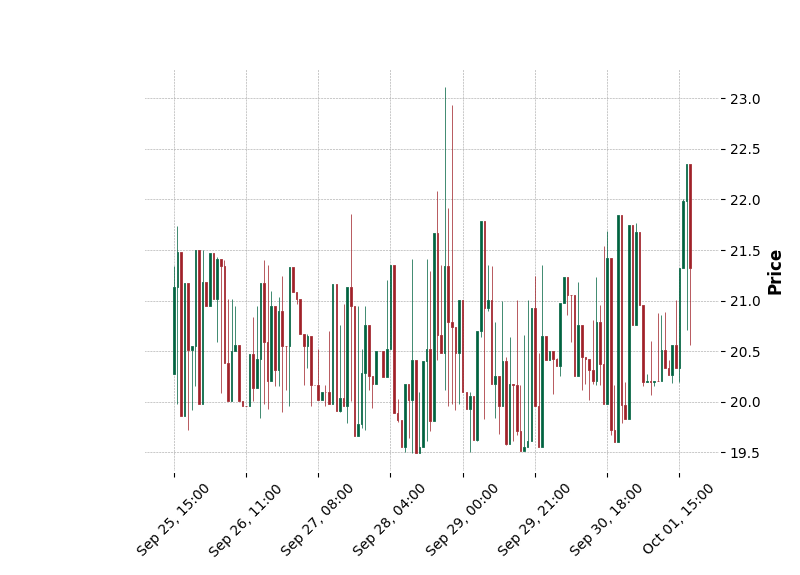 23.0
22.5
22.0
21.5
21.0
20.5
20.0
19.5
Price
Sep 25, 15:00
Sep 26, 11:00
Sep 27, 08:00
Sep 28, 04:00
Sep 29, 00:00
Sep 29, 21:00
Sep 30, 18:00
Oct 01, 15:00